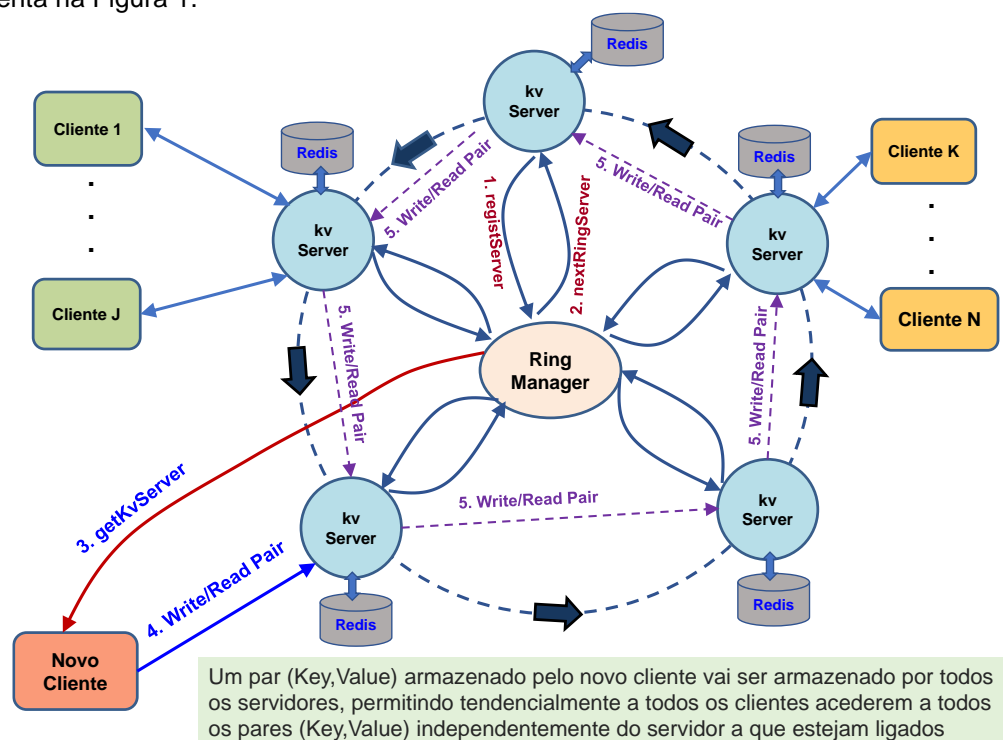 enta na Figura 1.
Redis
kv
Server
Cliente 1
.
.
.
Cliente J
Redis
kv
Server
5. Write/Read Pair
1. registServer
2. nextRingServer
5. Write/Read Pair
Redis
kv
Server
Cliente K
.
.
.
Cliente N
Ring
Manager
5. Write/Read Pair
5. Write/Read Pair
3. getKvServer
kv
Server
5. Write/Read Pair
kv
Server
4. Write/Read Pair
Redis
Redis
Novo
Cliente
Um par (Key,Value) armazenado pelo novo cliente vai ser armazenado por todos
os servidores, permitindo tendencialmente a todos os clientes acederem a todos
os pares (Key,Value) independentemente do servidor a que estejam ligados